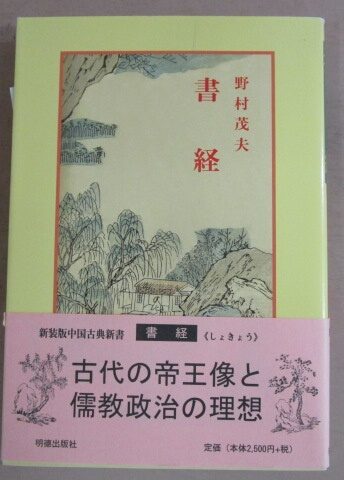 野村茂夫
書経
新装版中国古典新書 書経 《しょきょう》
古代の帝王像と
儒教政治の理想
明徳出版社 定価(本体2,500円+税)